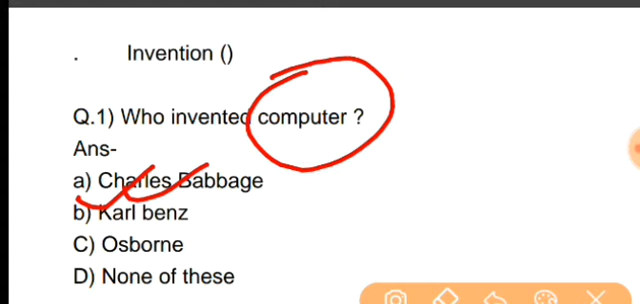 . Invention ()
Q.1) Who invented computer ?
Ans-
a) Charles Babbage
b) Karl benz
C) Osborne
D) None of these